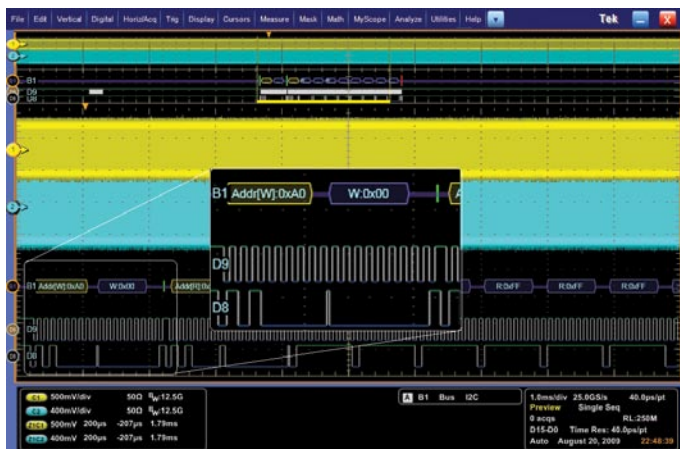 File Edit Vertical Digital Horiz/Acq Trig Display Cursors Measure Mask Math MyScope Analyze Utilities Help Tek X
1
2
B1
D9
D8
1
B1 Addr[W]:0xA0 W:0x00
2
D9
B1 Addr[W]:0xA0 W:0x00 R:0xFF R:0xFF R:0xFF
D8
D9
D8
C1 500mV/div 50Ω BW:12.5G
C2 400mV/div 50Ω BW:12.5G
Z1C1 500mV 200µs -207µs 1.79ms
Z1C2 400mV 200µs -207µs 1.79ms
A B1 Bus I2C
1.0ms/div 25.0GS/s 40.0ps/pt
Preview Single Seq
0 acqs RL:250M
D15-D0 Time Res: 40.0ps/pt
Auto August 20, 2009 22:48:39